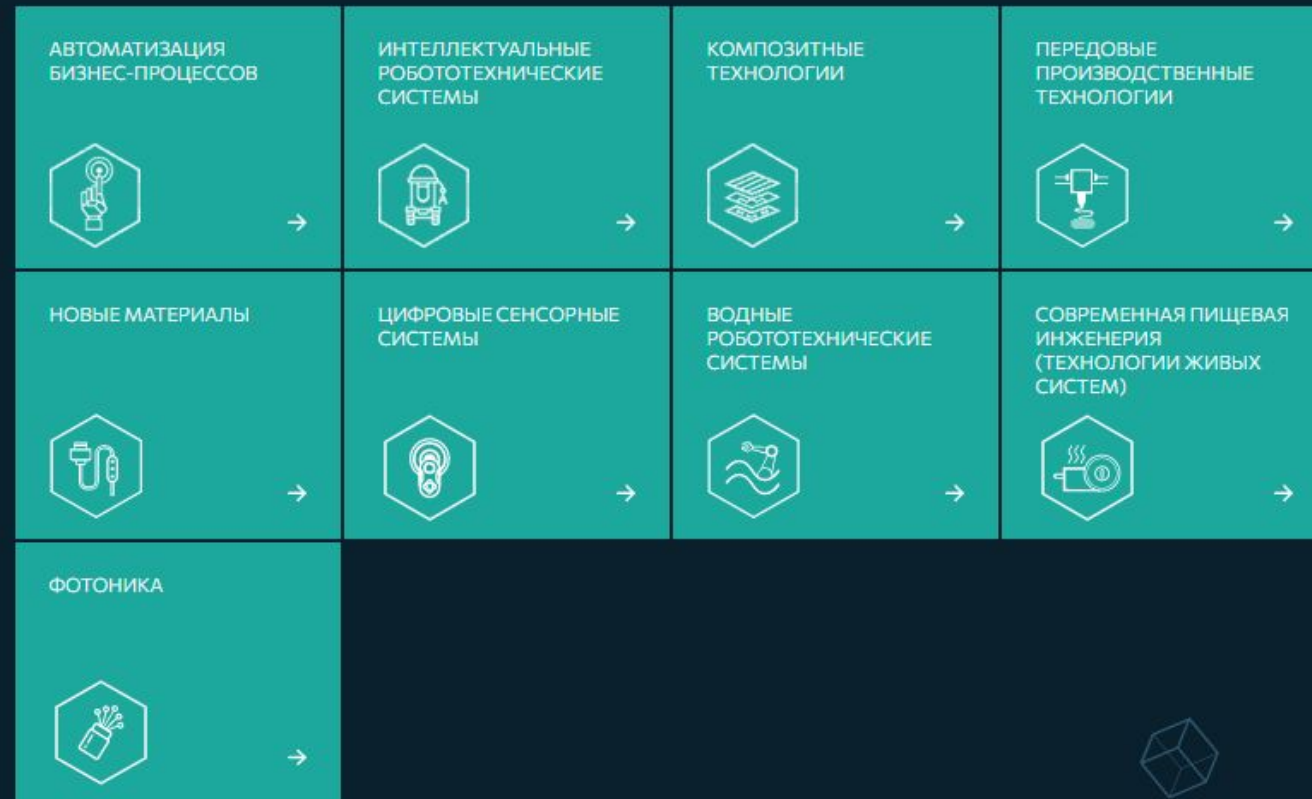 АВТОМАТИЗАЦИЯ
БИЗНЕС-ПРОЦЕССОВ
ИНТЕЛЛЕКТУАЛЬНЫЕ
РОБОТОТЕХНИЧЕСКИЕ
СИСТЕМЫ
КОМПОЗИТНЫЕ
ТЕХНОЛОГИИ
ПЕРЕДОВЫЕ
ПРОИЗВОДСТВЕННЫЕ
ТЕХНОЛОГИИ
НОВЫЕ МАТЕРИАЛЫ
ЦИФРОВЫЕ СЕНСОРНЫЕ
СИСТЕМЫ
ВОДНЫЕ
РОБОТОТЕХНИЧЕСКИЕ
СИСТЕМЫ
СОВРЕМЕННАЯ ПИЩЕВАЯ
ИНЖЕНЕРИЯ
(ТЕХНОЛОГИИ ЖИВЫХ
СИСТЕМ)
ФОТОНИКА